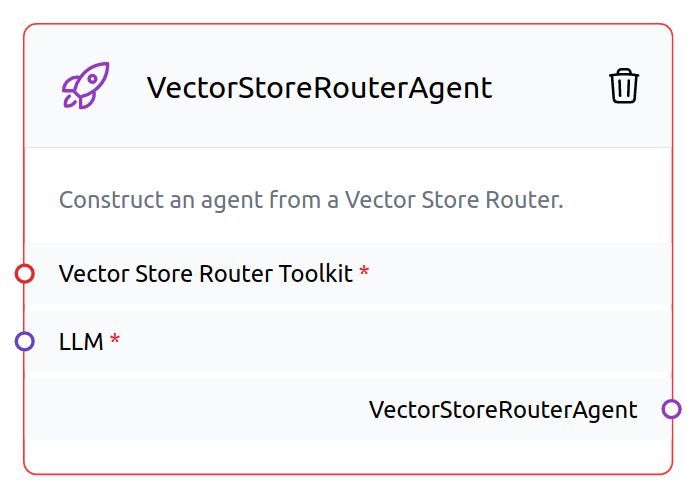 VectorStoreRouterAgent
Construct an agent from a Vector Store Router.
Vector Store Router Toolkit *
LLM *
VectorStoreRouterAgent